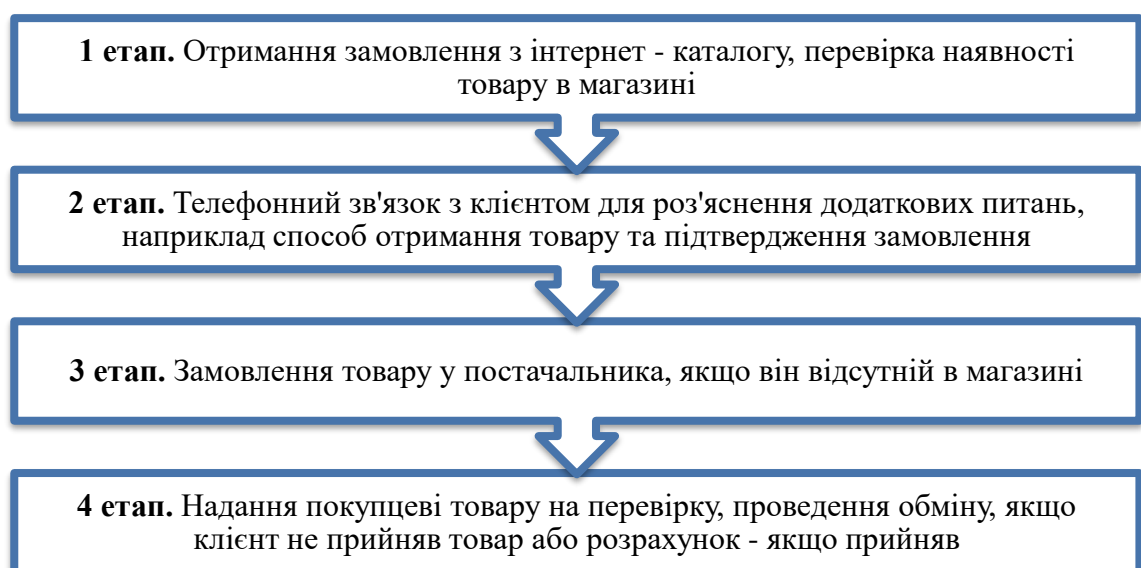 1 етап. Отримання замовлення з інтернет - каталогу, перевірка наявності
товару в магазині
2 етап. Телефонний зв'язок з клієнтом для роз'яснення додаткових питань,
наприклад спосіб отримання товару та підтвердження замовлення
3 етап. Замовлення товару у постачальника, якщо він відсутній в магазині
4 етап. Надання покупцеві товару на перевірку, проведення обміну, якщо
клієнт не прийняв товар або розрахунок - якщо прийняв